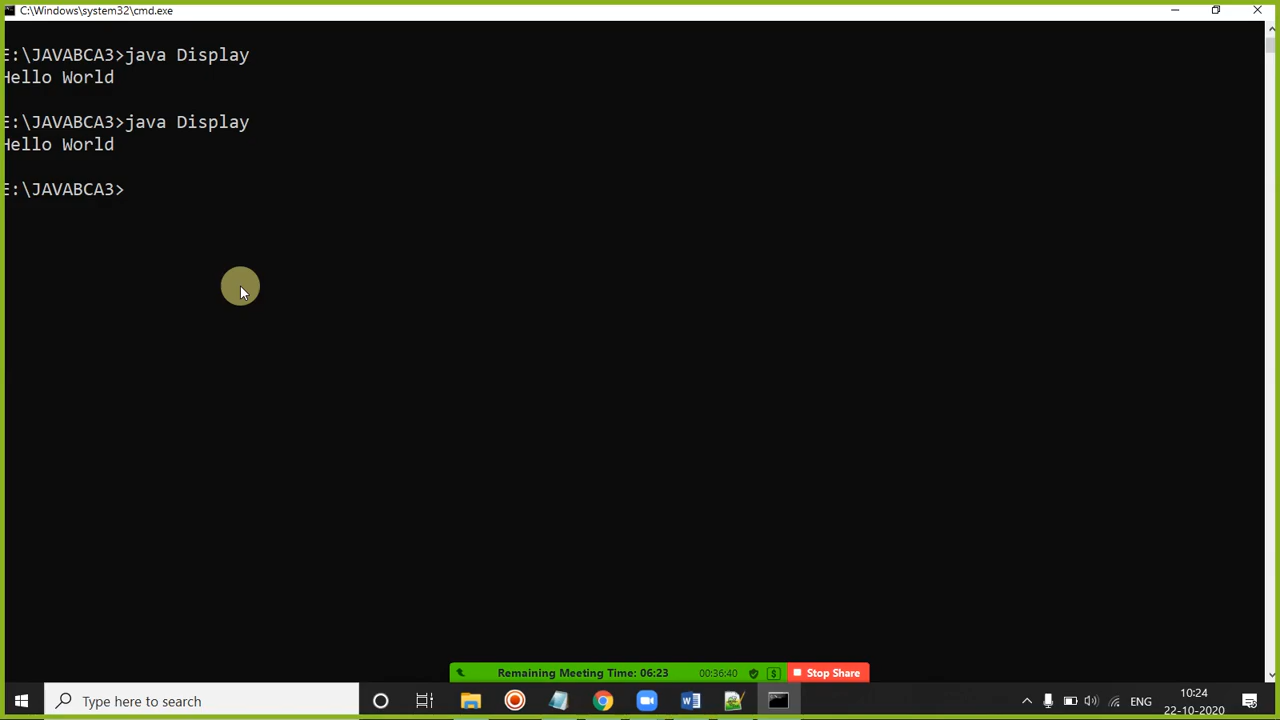 C:\Windows\system32\cmd.exe
E:\JAVABCA3>java Display
Hello World
E:\JAVABCA3>java Display
Hello World
E:\JAVABCA3>
Remaining Meeting Time: 06:23
00:36:40
$
Stop Share
Type here to search
ENG
10:24
22-10-2020